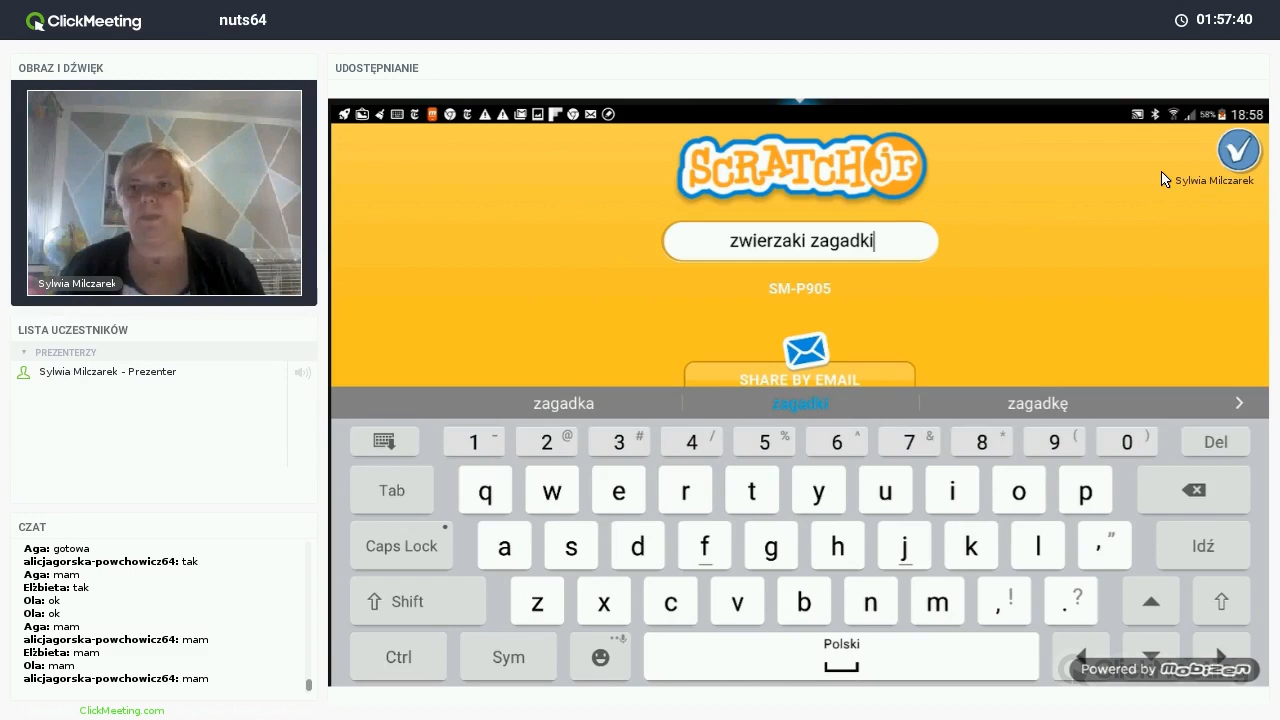 ClickMeeting
nuts64
01:57:40
OBRAZ I DŹWIĘK
Sylwia Milczarek
LISTA UCZESTNIKÓW
PREZENTERZY
Sylwia Milczarek - Prezenter
CZAT
Aga: gotowa
alicjagorska-powchowicz64: tak
Aga: mam
Elżbieta: tak
Ola: ok
Ola: ok
Aga: mam
alicjagorska-powchowicz64: mam
Elżbieta: mam
Ola: mam
alicjagorska-powchowicz64: mam
ClickMeeting.com
UDOSTĘPNIANIE
58% 18:58
SCRATCH jr
Sylwia Milczarek
zwierzaki zagadki
SM-P905
SHARE BY EMAIL
zagadka zagadki zagadkę
1 - 2 @ 3 # 4 / 5 % 6 ^ 7 & 8 * 9 ( 0 ) Del
Tab q w e r t y u i o p
Caps Lock a s d f g h j k l ' " Idź
Shift z x c v b n m , ! . ?
Ctrl Sym Polski
Powered by MOBIZEN